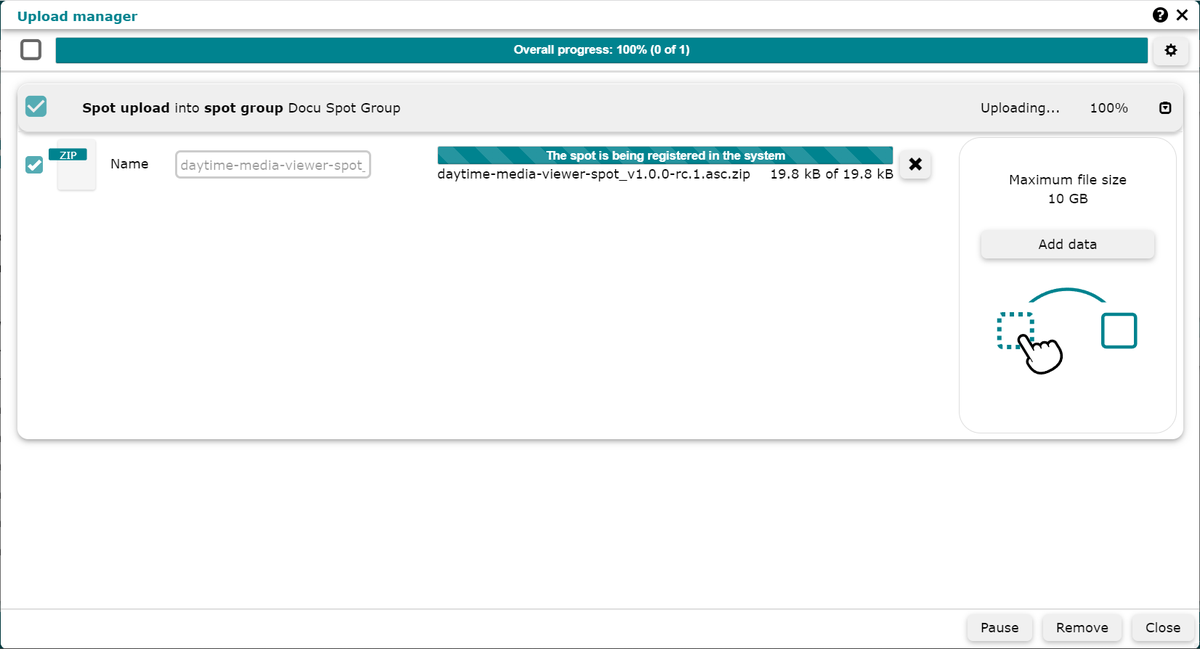 Upload manager
Overall progress: 100% (0 of 1)
Spot upload into spot group Docu Spot Group
Uploading...
100%
ZIP
Name
daytime-media-viewer-spot_
The spot is being registered in the system
daytime-media-viewer-spot_v1.0.0-rc.1.asc.zip
19.8 kB of 19.8 kB
Maximum file size
10 GB
Add data
Pause
Remove
Close